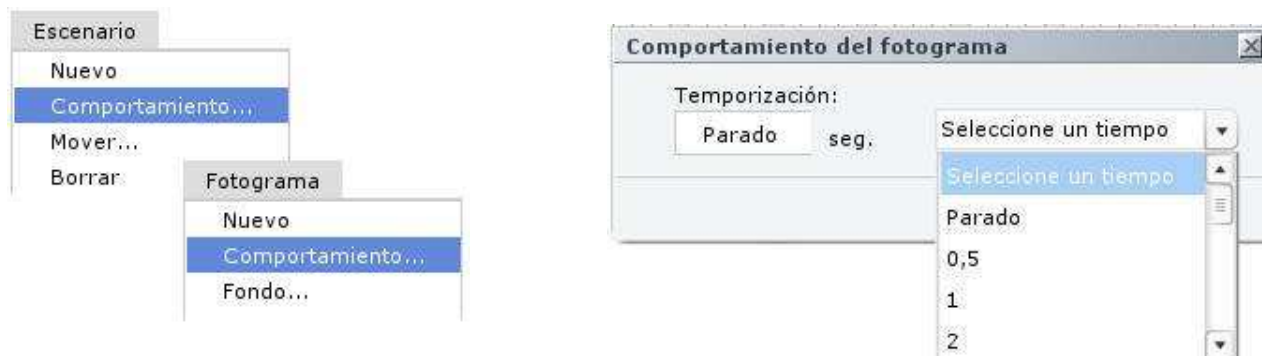 Escenario
Nuevo
Comportamiento...
Mover...
Borrar
Fotograma
Nuevo
Comportamiento...
Fondo...
Comportamiento del fotograma
Temporización:
Parado seg. Seleccione un tiempo
Seleccione un tiempo
Parado
0,5
1
2